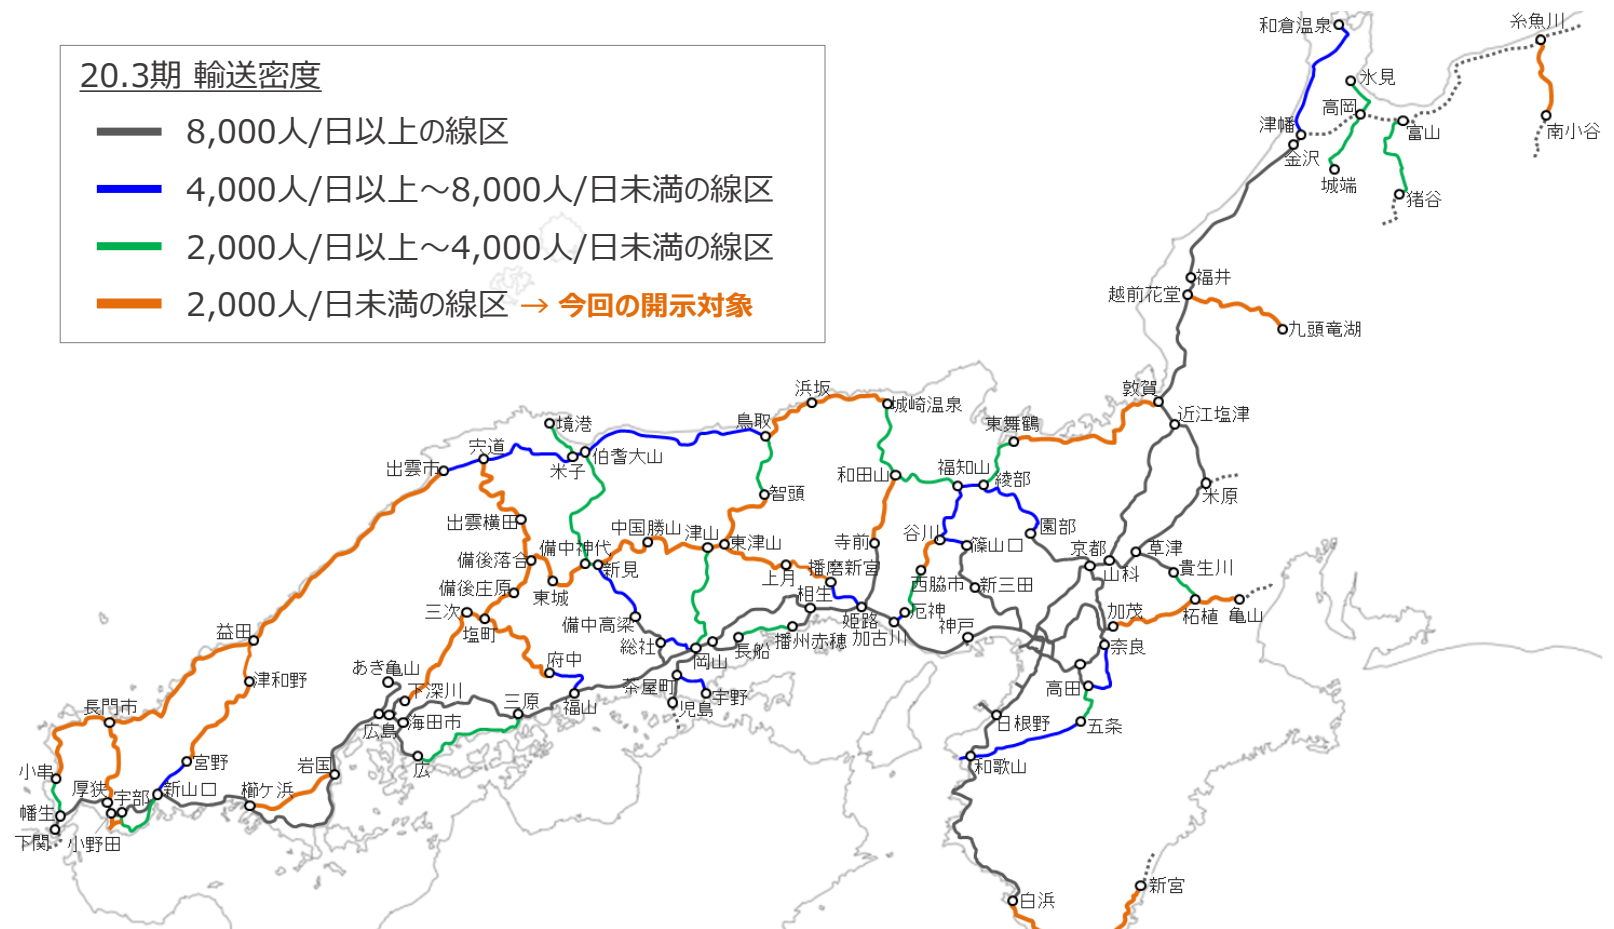 20.3期 輸送密度
8,000人/日以上の線区
4,000人/日以上～8,000人/日未満の線区
2,000人/日以上～4,000人/日未満の線区
2,000人/日未満の線区 → 今回の開示対象
和倉温泉
糸魚川
氷見
高岡
津幡
富山
南小谷
金沢
城端
猪谷
福井
越前花堂
九頭竜湖
敦賀
近江塩津
浜坂
城崎温泉
鳥取
東舞鶴
境港
宍道
伯耆大山
米子
出雲市
和田山
福知山
綾部
米原
智頭
出雲横田
中国勝山
津山
東津山
寺前
谷川
園部
篠山口
京都
草津
山科
備後落合
備中神代
新見
上月
播磨新宮
西脇市
新三田
貴生川
備後庄原
東城
三次
塩町
相生
姫路
厄神
加古川
神戸
加茂
柘植
亀山
備中高梁
益田
総社
岡山
長船
播州赤穂
奈良
府中
あき亀山
津和野
下深川
茶屋町
宇野
児島
高田
長門市
三原
福山
広島
海田市
日根野
五条
小串
宮野
岩国
広
和歌山
厚狭
宇部
新山口
櫛ケ浜
幡生
下関
小野田
白浜
新宮